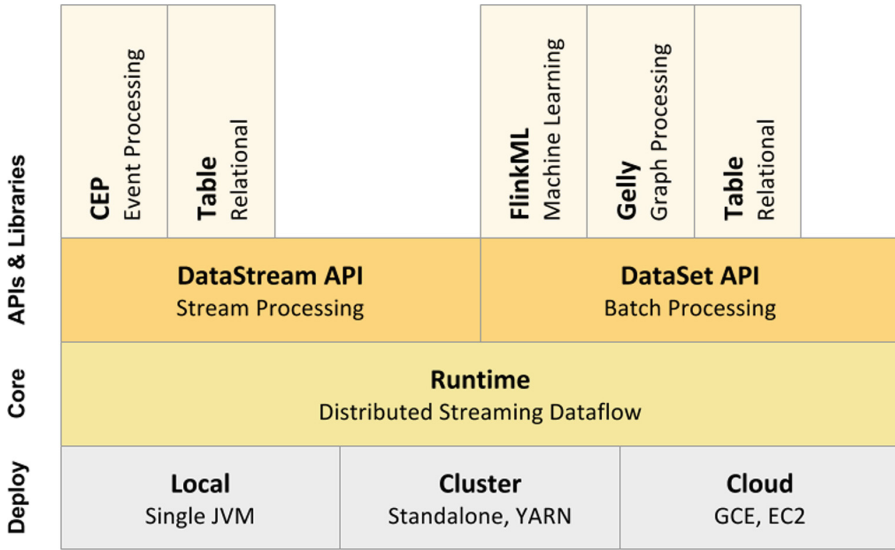 APIs & Libraries
CEP
Event Processing
Table
Relational
FlinkML
Machine Learning
Gelly
Graph Processing
Table
Relational
DataStream API
Stream Processing
DataSet API
Batch Processing
Core
Runtime
Distributed Streaming Dataflow
Deploy
Local
Single JVM
Cluster
Standalone, YARN
Cloud
GCE, EC2